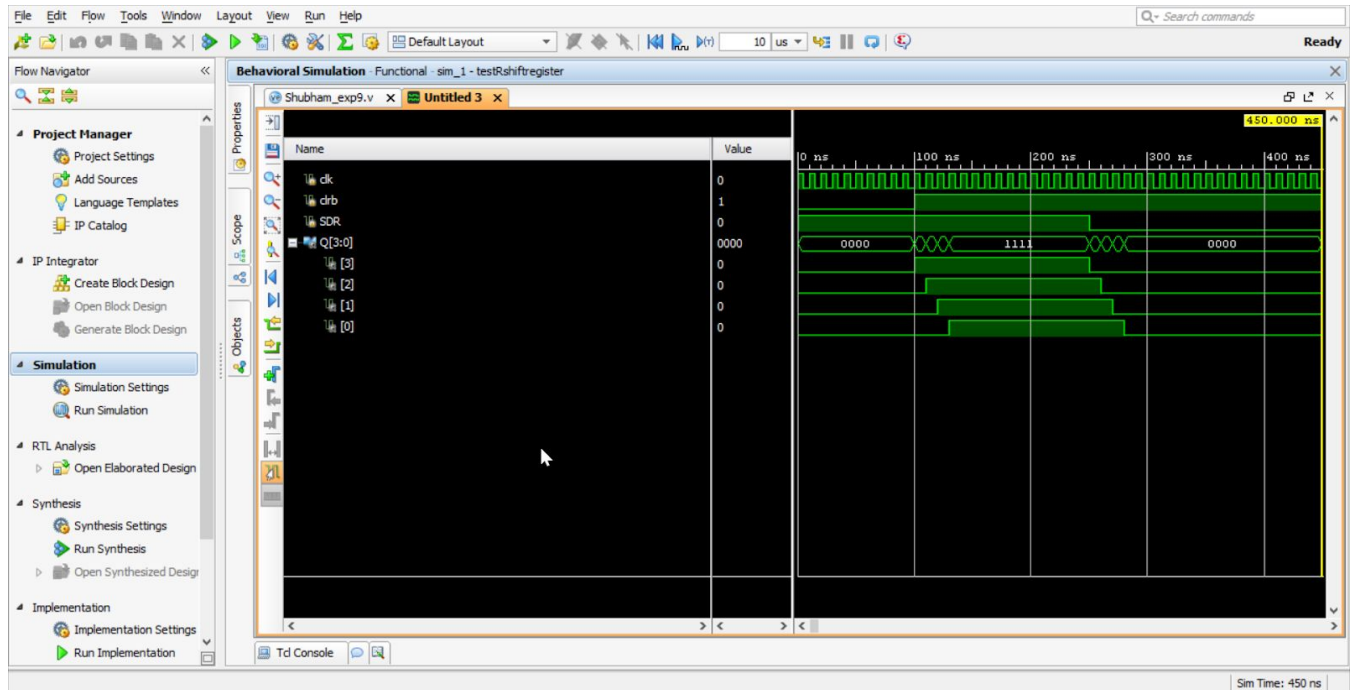 File Edit Flow Tools Window Layout View Run Help
Search commands
Default Layout
10 us
Ready
Flow Navigator
Behavioral Simulation - Functional - sim_1 - testRshiftregister
Shubham_exp9.v
Untitled 3
Project Manager
Project Settings
Add Sources
Language Templates
IP Catalog
IP Integrator
Create Block Design
Open Block Design
Generate Block Design
Simulation
Simulation Settings
Run Simulation
RTL Analysis
Open Elaborated Design
Synthesis
Synthesis Settings
Run Synthesis
Open Synthesized Desigr
Implementation
Implementation Settings
Run Implementation
Properties
Scope
Objects
Name Value
450.000 ns
0 ns 100 ns 200 ns 300 ns 400 ns
clk 0
clrb 1
SDR 0
Q[3:0] 0000 0000 1111 0000
[3] 0
[2] 0
[1] 0
[0] 0
Tcl Console
Sim Time: 450 ns